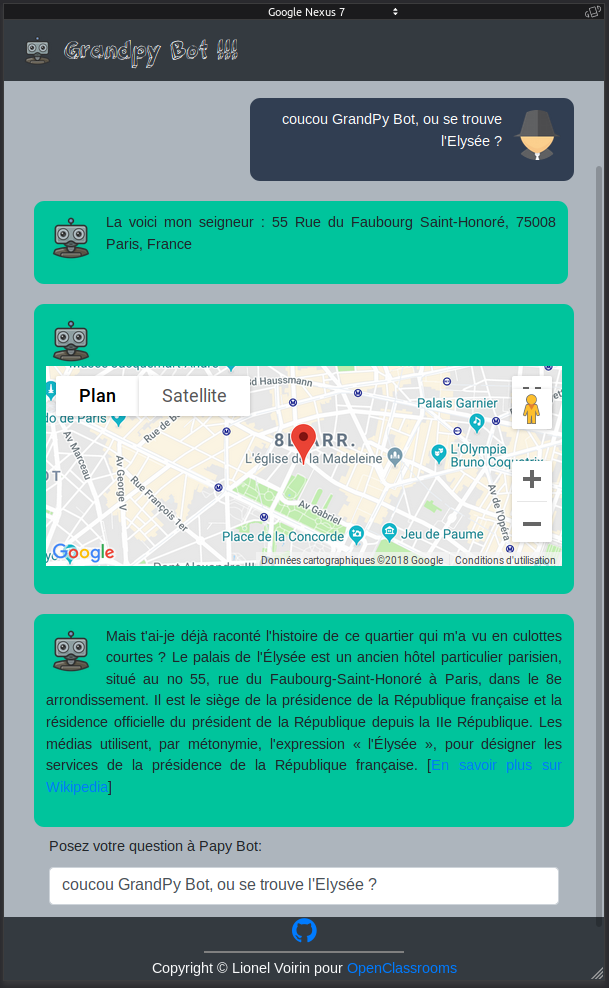 Google Nexus 7
Grandpy Bot !!!
coucou GrandPy Bot, ou se trouve
l'Elysée ?
La voici mon seigneur : 55 Rue du Faubourg Saint-Honoré, 75008
Paris, France
Plan
Satellite
Haussmann
Palais Garnier
do de Paris
8E ARR.
L'église de la Madeleine
L'Olympia
Bruno Coquatrix
Av. Marceau
Av. George V
Rue François 1er
Av. Gabriel
Av. de l'Opéra
Place de la Concorde
Jeu de Paume
Google
Données cartographiques ©2018 Google
Conditions d'utilisation
Mais t'ai-je déjà raconté l'histoire de ce quartier qui m'a vu en culottes
courtes ? Le palais de l'Élysée est un ancien hôtel particulier parisien,
situé au no 55, rue du Faubourg-Saint-Honoré à Paris, dans le 8e
arrondissement. Il est le siège de la présidence de la République française et la
résidence officielle du président de la République depuis la IIe République. Les
médias utilisent, par métonymie, l'expression « l'Élysée », pour désigner les
services de la présidence de la République française. [En savoir plus sur
Wikipedia]
Posez votre question à Papy Bot:
coucou GrandPy Bot, ou se trouve l'Elysée ?
Copyright © Lionel Voirin pour OpenClassrooms